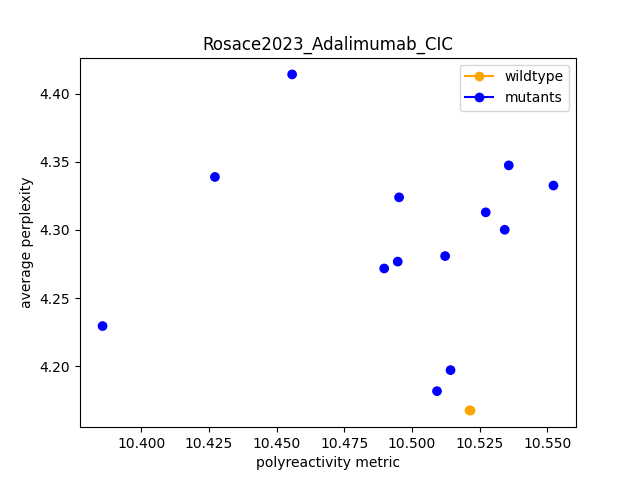 Rosace2023_Adalimumab_CIC
wildtype
mutants
average perplexity
4.40
4.35
4.30
4.25
4.20
10.400 10.425 10.450 10.475 10.500 10.525 10.550
polyreactivity metric